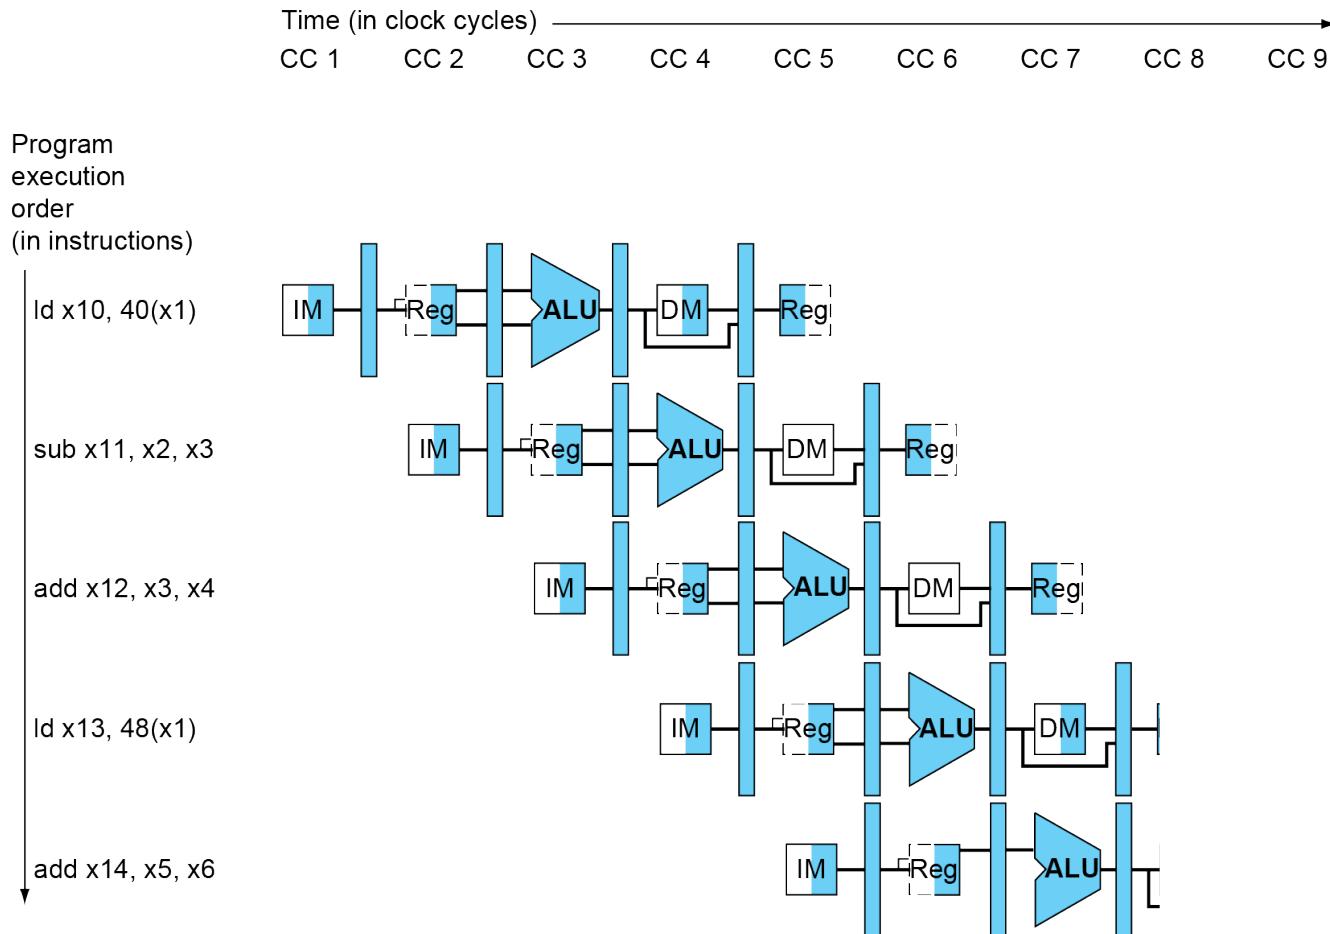 Time (in clock cycles)
CC 1 CC 2 CC 3 CC 4 CC 5 CC 6 CC 7 CC 8 CC 9
Program
execution
order
(in instructions)
ld x10, 40(x1) IM Reg ALU DM Reg
sub x11, x2, x3 IM Reg ALU DM Reg
add x12, x3, x4 IM Reg ALU DM Reg
ld x13, 48(x1) IM Reg ALU DM
add x14, x5, x6 IM Reg ALU